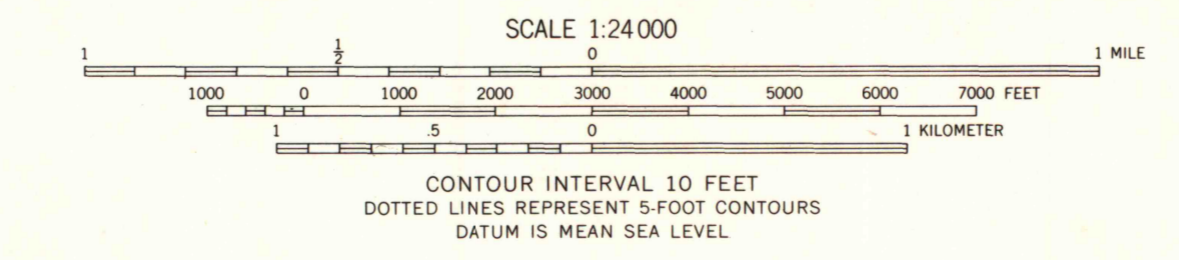 SCALE 1:24 000
1 ½ 0 1 MILE
1000 0 1000 2000 3000 4000 5000 6000 7000 FEET
1 .5 0 1 KILOMETER
CONTOUR INTERVAL 10 FEET
DOTTED LINES REPRESENT 5-FOOT CONTOURS
DATUM IS MEAN SEA LEVEL